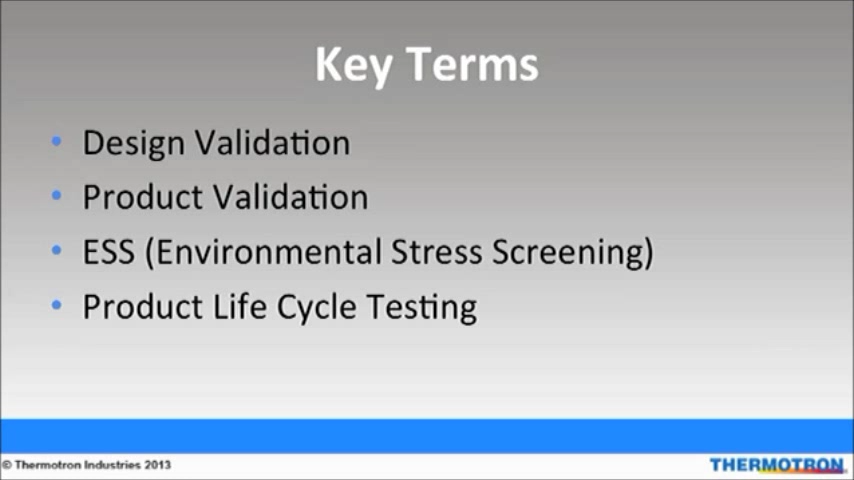 Key Terms
• Design Validation
• Product Validation
• ESS (Environmental Stress Screening)
• Product Life Cycle Testing
© Thermotron Industries 2013
THERMOTRON